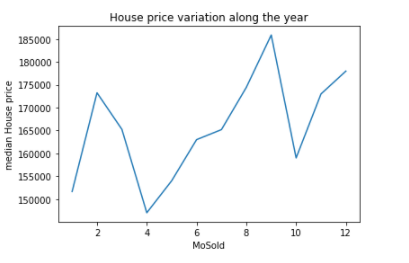 House price variation along the year
median House price
185000
180000
175000
170000
165000
160000
155000
150000
2 4 6 8 10 12
MoSold